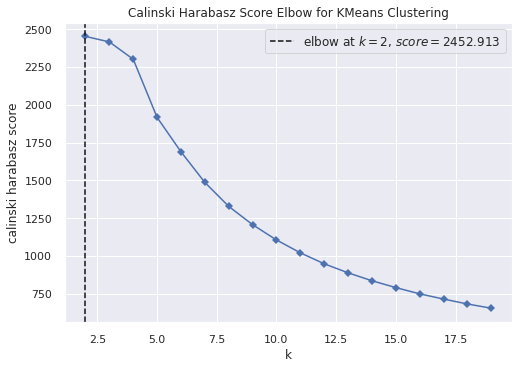 Calinski Harabasz Score Elbow for KMeans Clustering
elbow at k = 2, score = 2452.913
calinski harabasz score
2500
2250
2000
1750
1500
1250
1000
750
2.5 5.0 7.5 10.0 12.5 15.0 17.5
k